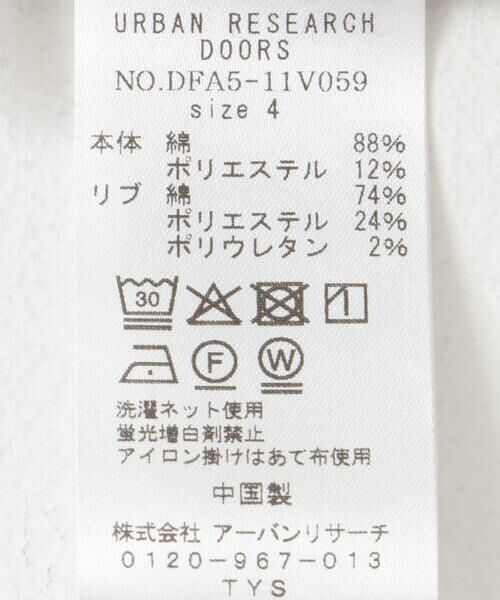 URBAN RESEARCH
DOORS
NO.DFA5-11V059
size 4
本体 綿 88%
ポリエステル 12%
リブ 綿 74%
ポリエステル 24%
ポリウレタン 2%
30
F W
洗濯ネット使用
蛍光増白剤禁止
アイロン掛けはあて布使用
中国製
株式会社 アーバンリサーチ
0120-967-013
TYS